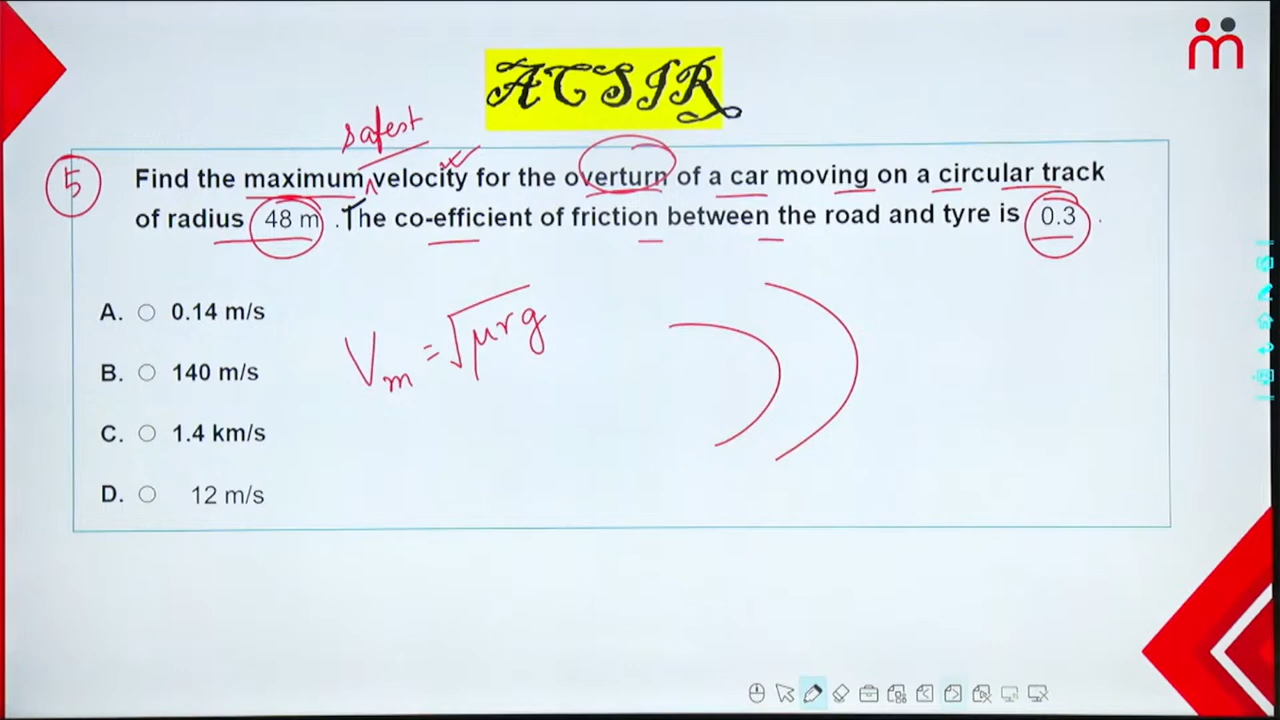 ACSIR
safest
5 Find the maximum velocity for the overturn of a car moving on a circular track
of radius 48 m .The co-efficient of friction between the road and tyre is 0.3 .
A. 0.14 m/s
Vm = √μrg
B. 140 m/s
C. 1.4 km/s
D. 12 m/s